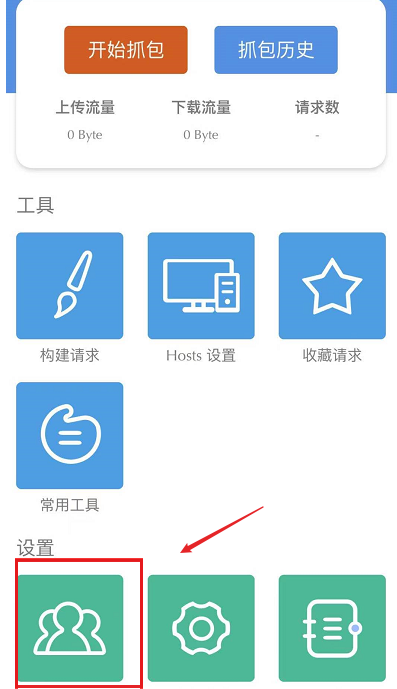 开始抓包 抓包历史
上传流量 下载流量 请求数
0 Byte 0 Byte -
工具
构建请求 Hosts 设置 收藏请求
常用工具
设置